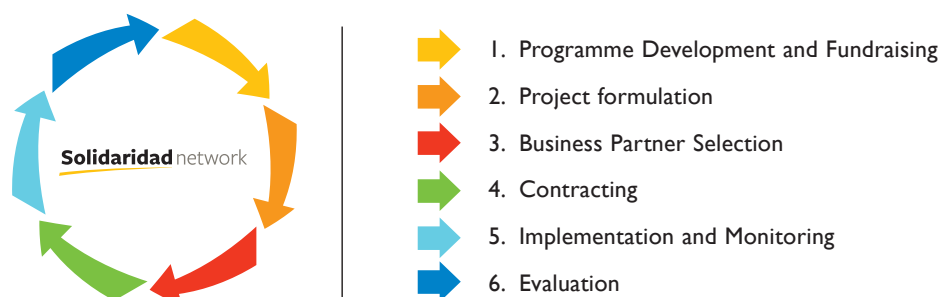 Solidaridad network
1. Programme Development and Fundraising
2. Project formulation
3. Business Partner Selection
4. Contracting
5. Implementation and Monitoring
6. Evaluation